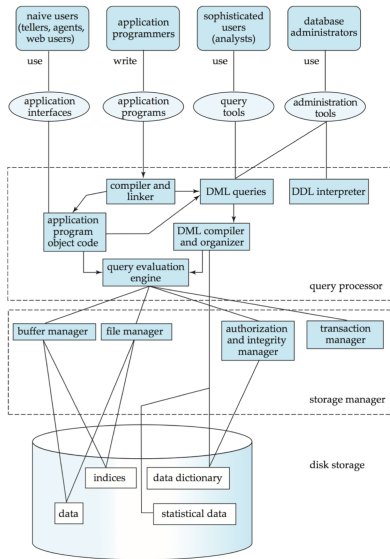 naive users
(tellers, agents,
web users)
application
programmers
sophisticated
users
(analysts)
database
administrators
use
write
use
use
application
interfaces
application
programs
query
tools
administration
tools
compiler and
linker
DML queries
DDL interpreter
application
program
object code
DML compiler
and organizer
query evaluation
engine
query processor
buffer manager
file manager
authorization
and integrity
manager
transaction
manager
storage manager
disk storage
indices
data dictionary
data
statistical data